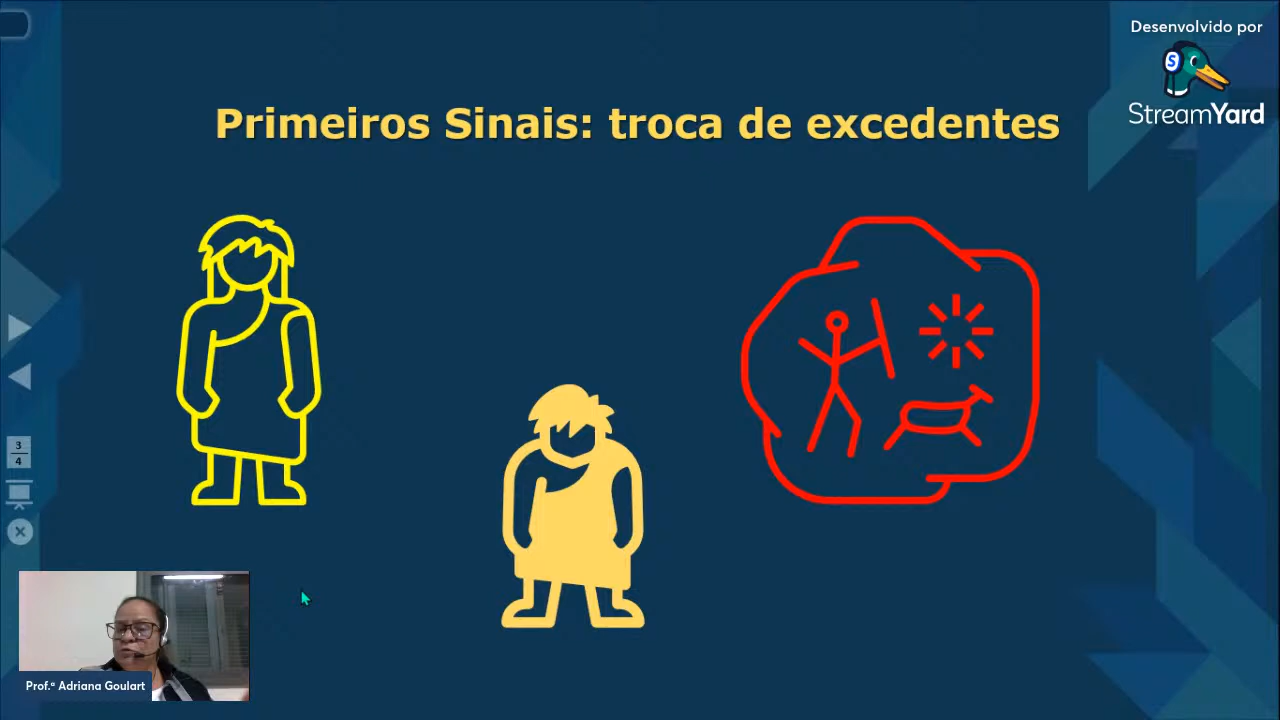 Desenvolvido por
S
StreamYard
Primeiros Sinais: troca de excedentes
3
4
Prof.ª Adriana Goulart